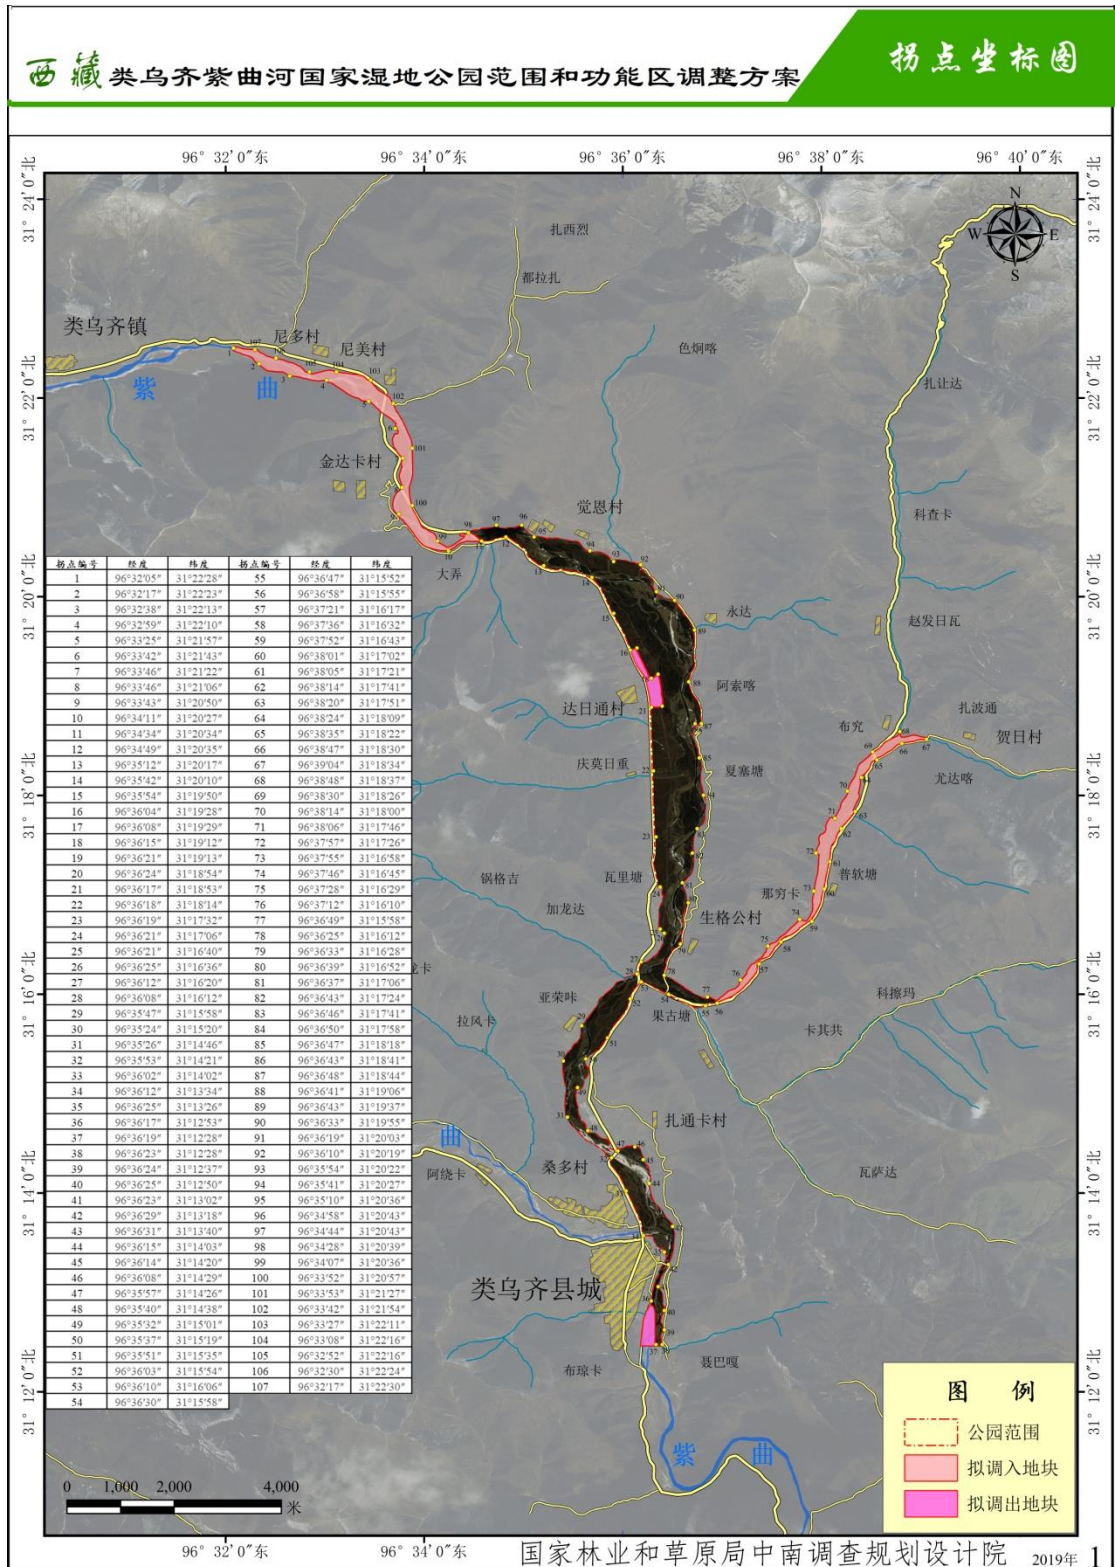 西藏类乌齐紫曲河国家湿地公园范围和功能区调整方案
拐点坐标图
96° 32′ 0″东 96° 34′ 0″东 96° 36′ 0″东 96° 38′ 0″东 96° 40′ 0″东
31° 24′ 0″北
31° 24′ 0″北
N
W E
S
扎西烈
都拉扎
类乌齐镇
尼多村
尼美村
色炯喀
扎让达
31° 22′ 0″北
31° 22′ 0″北
紫 曲
金达卡村
觉恩村
科查卡
大弄
31° 20′ 0″北
31° 20′ 0″北
永达
赵发日瓦
阿索喀
达日通村
布究
扎波通
贺日村
庆莫日重
夏塞塘
尤达喀
31° 18′ 0″北
31° 18′ 0″北
瓦里塘
锅格吉
普软塘
那穷卡
加龙达
生格公村
31° 16′ 0″北
31° 16′ 0″北
亚荣咔
果古塘
科擦玛
拉风卡
卡其共
扎通卡村
曲
桑多村
阿绕卡
瓦萨达
31° 14′ 0″北
31° 14′ 0″北
类乌齐县城
布琼卡
聂巴嘎
31° 12′ 0″北
31° 12′ 0″北
紫 曲
拐点编号 经度 纬度 拐点编号 经度 纬度
1 96°32′05″ 31°22′28″ 55 96°36′47″ 31°15′52″
2 96°32′17″ 31°22′23″ 56 96°36′58″ 31°15′55″
3 96°32′38″ 31°22′13″ 57 96°37′21″ 31°16′17″
4 96°32′59″ 31°22′10″ 58 96°37′36″ 31°16′32″
5 96°33′25″ 31°21′57″ 59 96°37′52″ 31°16′43″
6 96°33′42″ 31°21′43″ 60 96°38′01″ 31°17′02″
7 96°33′46″ 31°21′22″ 61 96°38′05″ 31°17′21″
8 96°33′46″ 31°21′06″ 62 96°38′14″ 31°17′41″
9 96°33′43″ 31°20′50″ 63 96°38′20″ 31°17′51″
10 96°34′11″ 31°20′27″ 64 96°38′24″ 31°18′09″
11 96°34′34″ 31°20′34″ 65 96°38′35″ 31°18′22″
12 96°34′49″ 31°20′35″ 66 96°38′47″ 31°18′30″
13 96°35′12″ 31°20′17″ 67 96°39′04″ 31°18′34″
14 96°35′42″ 31°20′10″ 68 96°38′48″ 31°18′37″
15 96°35′54″ 31°19′50″ 69 96°38′30″ 31°18′26″
16 96°36′04″ 31°19′28″ 70 96°38′14″ 31°18′00″
17 96°36′08″ 31°19′29″ 71 96°38′06″ 31°17′46″
18 96°36′15″ 31°19′12″ 72 96°37′57″ 31°17′26″
19 96°36′21″ 31°19′13″ 73 96°37′55″ 31°16′58″
20 96°36′24″ 31°18′54″ 74 96°37′46″ 31°16′45″
21 96°36′17″ 31°18′53″ 75 96°37′28″ 31°16′29″
22 96°36′18″ 31°18′14″ 76 96°37′12″ 31°16′10″
23 96°36′19″ 31°17′32″ 77 96°36′49″ 31°15′58″
24 96°36′21″ 31°17′06″ 78 96°36′25″ 31°16′12″
25 96°36′21″ 31°16′40″ 79 96°36′33″ 31°16′28″
26 96°36′25″ 31°16′36″ 80 96°36′39″ 31°16′52″
27 96°36′12″ 31°16′20″ 81 96°36′37″ 31°17′06″
28 96°36′08″ 31°16′12″ 82 96°36′43″ 31°17′24″
29 96°35′47″ 31°15′58″ 83 96°36′46″ 31°17′41″
30 96°35′24″ 31°15′20″ 84 96°36′50″ 31°17′58″
31 96°35′26″ 31°14′46″ 85 96°36′47″ 31°18′18″
32 96°35′53″ 31°14′21″ 86 96°36′43″ 31°18′41″
33 96°36′02″ 31°14′02″ 87 96°36′48″ 31°18′44″
34 96°36′12″ 31°13′34″ 88 96°36′41″ 31°19′06″
35 96°36′25″ 31°13′26″ 89 96°36′43″ 31°19′37″
36 96°36′17″ 31°12′53″ 90 96°36′33″ 31°19′55″
37 96°36′19″ 31°12′28″ 91 96°36′19″ 31°20′03″
38 96°36′23″ 31°12′28″ 92 96°36′10″ 31°20′19″
39 96°36′24″ 31°12′37″ 93 96°35′54″ 31°20′22″
40 96°36′25″ 31°12′50″ 94 96°35′41″ 31°20′27″
41 96°36′23″ 31°13′02″ 95 96°35′10″ 31°20′36″
42 96°36′29″ 31°13′18″ 96 96°34′58″ 31°20′43″
43 96°36′31″ 31°13′40″ 97 96°34′44″ 31°20′43″
44 96°36′15″ 31°14′03″ 98 96°34′28″ 31°20′39″
45 96°36′14″ 31°14′20″ 99 96°34′07″ 31°20′36″
46 96°36′08″ 31°14′29″ 100 96°33′52″ 31°20′57″
47 96°35′57″ 31°14′26″ 101 96°33′53″ 31°21′27″
48 96°35′40″ 31°14′38″ 102 96°33′42″ 31°21′54″
49 96°35′32″ 31°15′01″ 103 96°33′27″ 31°22′11″
50 96°35′37″ 31°15′19″ 104 96°33′08″ 31°22′16″
51 96°35′51″ 31°15′35″ 105 96°32′52″ 31°22′16″
52 96°36′03″ 31°15′54″ 106 96°32′30″ 31°22′24″
53 96°36′10″ 31°16′06″ 107 96°32′17″ 31°22′30″
54 96°36′30″ 31°15′58″
图 例
公园范围
拟调入地块
拟调出地块
0 1,000 2,000 4,000
米
96° 32′ 0″东 96° 34′ 0″东
国家林业和草原局中南调查规划设计院 2019年 1